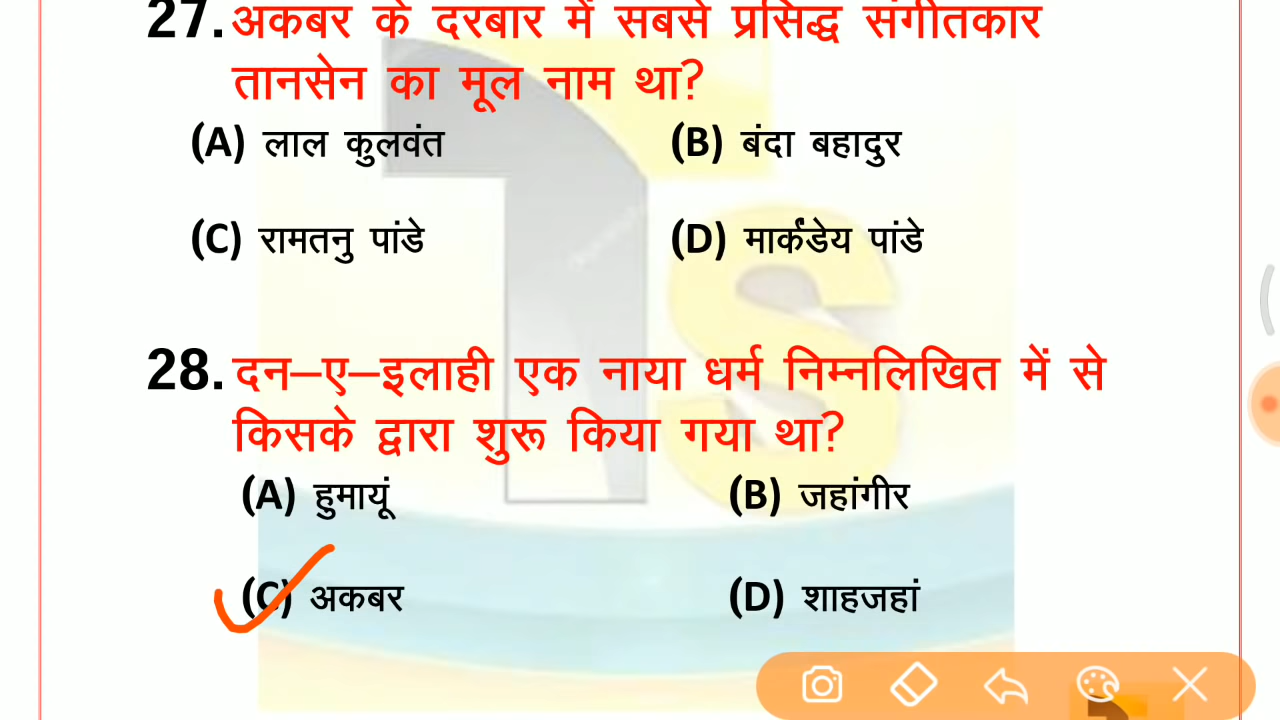 27. अकबर के दरबार में सबसे प्रसिद्ध संगीतकार
तानसेन का मूल नाम था?
(A) लाल कुलवंत (B) बंदा बहादुर
(C) रामतनु पांडे (D) मार्कंडेय पांडे
28. दन–ए–इलाही एक नाया धर्म निम्नलिखित में से
किसके द्वारा शुरू किया गया था?
(A) हुमायूं (B) जहांगीर
(C) अकबर (D) शाहजहां